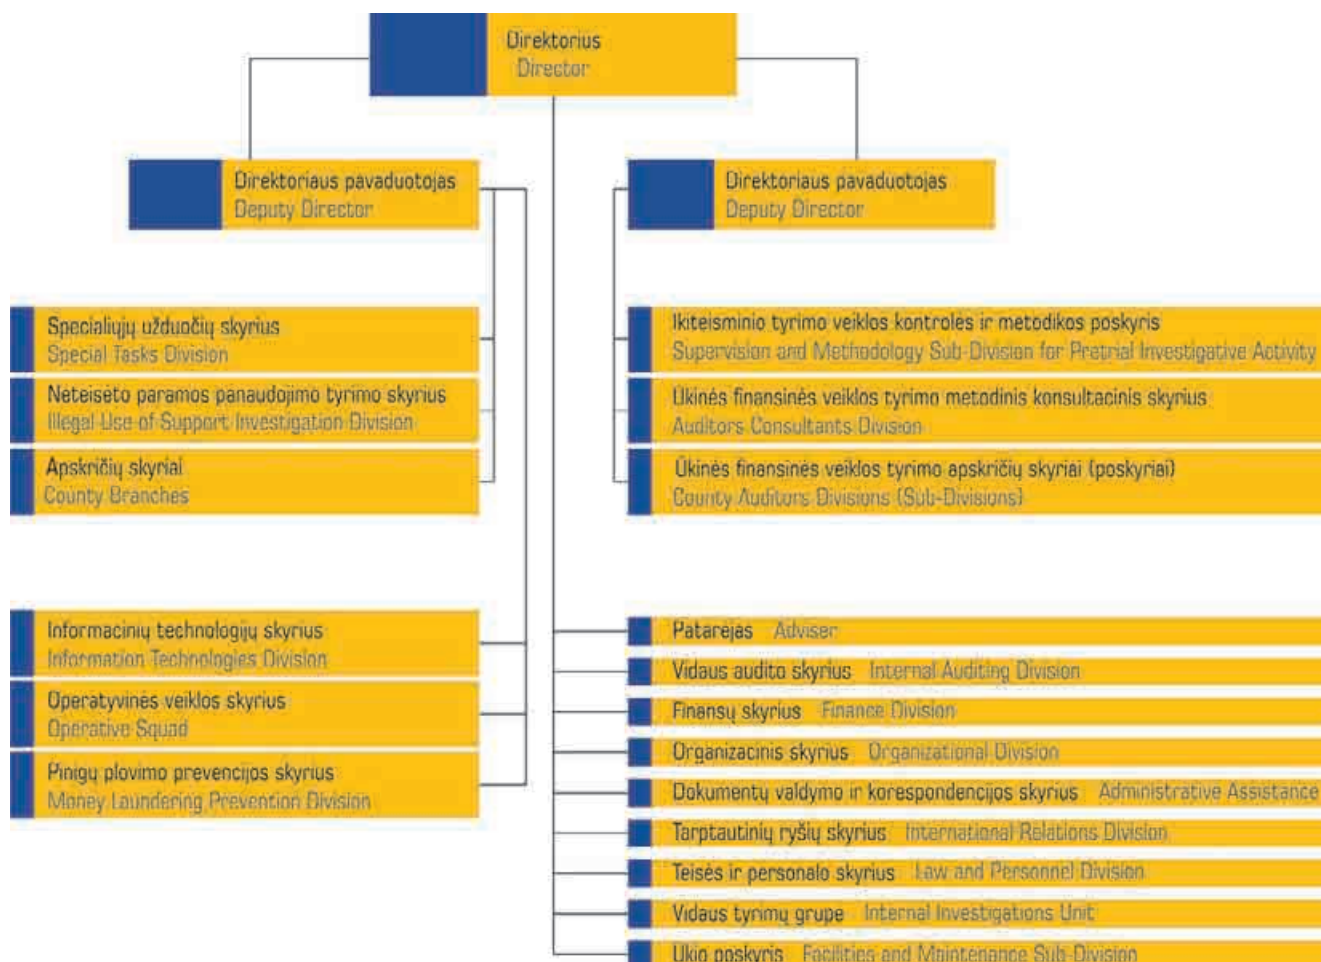 Direktorius
Director
Direktoriaus pavaduotojas
Deputy Director
Direktoriaus pavaduotojas
Deputy Director
Specialiųjų užduočių skyrius
Special Tasks Division
Neteisėto paramos panaudojimo tyrimo skyrius
Illegal Use of Support Investigation Division
Apskričių skyriai
County Branches
Ikiteisminio tyrimo veiklos kontrolės ir metodikos poskyris
Supervision and Methodology Sub-Division for Pretrial Investigative Activity
Ūkinės finansinės veiklos tyrimo metodinis konsultacinis skyrius
Auditors Consultants Division
Ūkinės finansinės veiklos tyrimo apskričių skyriai (poskyriai)
County Auditors Divisions (Sub-Divisions)
Informacinių technologijų skyrius
Information Technologies Division
Operatyvinės veiklos skyrius
Operative Squad
Pinigų plovimo prevencijos skyrius
Money Laundering Prevention Division
Patarėjas Adviser
Vidaus audito skyrius Internal Auditing Division
Finansų skyrius Finance Division
Organizacinis skyrius Organizational Division
Dokumentų valdymo ir korespondencijos skyrius Administrative Assistance
Tarptautinių ryšių skyrius International Relations Division
Teisės ir personalo skyrius Law and Personnel Division
Vidaus tyrimų grupė Internal Investigations Unit
Ūkio poskyris Facilities and Maintenance Sub-Division